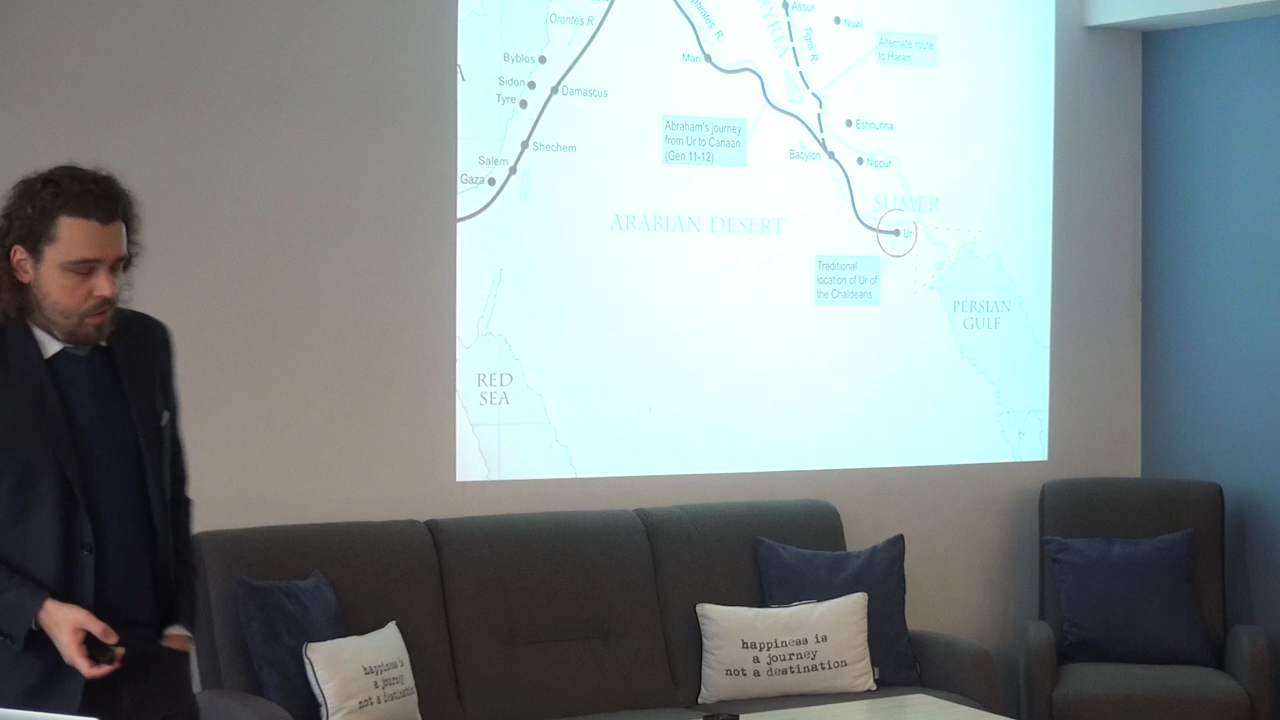 Orontes R.
Byblos
Sidon
Tyre
Damascus
Shechem
Salem
Gaza
Mari
Assur
Nuzi
Tigris R.
Alternate route
to Haran
Abraham's journey
from Ur to Canaan
(Gen 11-12)
Eshnunna
Babylon
Nippur
SUMER
Ur
ARABIAN DESERT
Traditional
location of Ur of
the Chaldeans
PERSIAN
GULF
RED
SEA
happiness is
a journey
not a destination
happiness is
a journey
not a destination